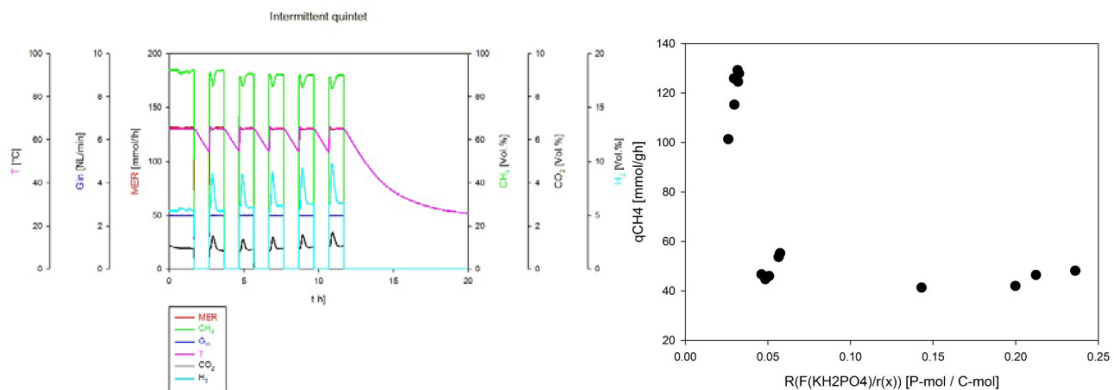 Intermittent quintet
100 10 200 100 10 20
80 8 150 80 8 15
60 6 60 6
100 10
40 4 40 4
50 5
20 2 20 2
0 0 0 0 0 0
T [°C]
Gin [NL/min]
MER [mmol/lh]
CH4 [Vol.%]
CO2 [Vol.%]
H2 [Vol.%]
0 5 10 15 20
t h]
MER
CH4
Gin
T
CO2
H2
140
120
100
80
60
40
20
qCH4 [mmol/gh]
0.00 0.05 0.10 0.15 0.20 0.25
R(F(KH2PO4)/r(x)) [P-mol / C-mol]